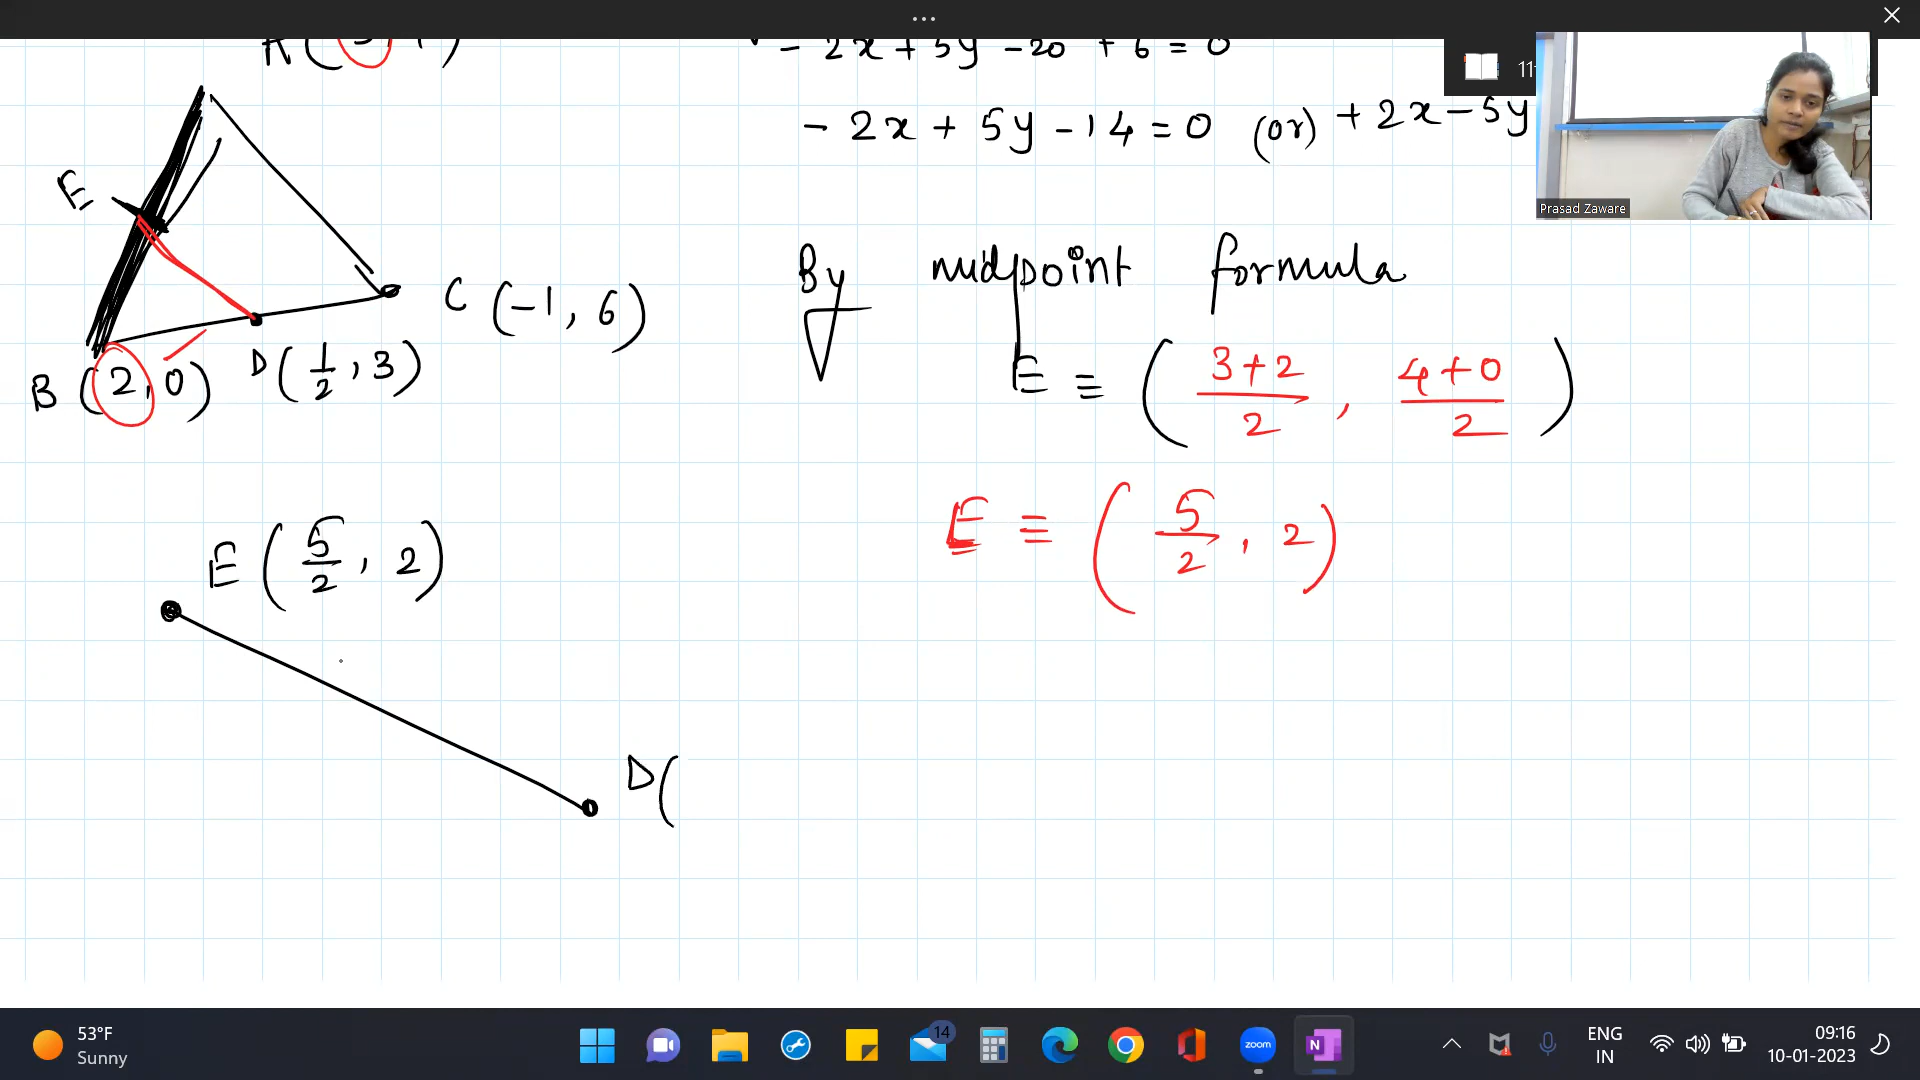 - 2x + 5y - 20 + 6 = 0
11
- 2x + 5y - 14 = 0 (or) + 2x - 5y
Prasad Zaware
E
C (-1, 6)
B (2, 0) D (1/2, 3)
By midpoint formula
E ≡ ( 3+2/2 , 4+0/2 )
E ≡ ( 5/2 , 2)
E ( 5/2 , 2)
D(
53°F
Sunny
14
zoom
N
ENG
IN
09:16
10-01-2023